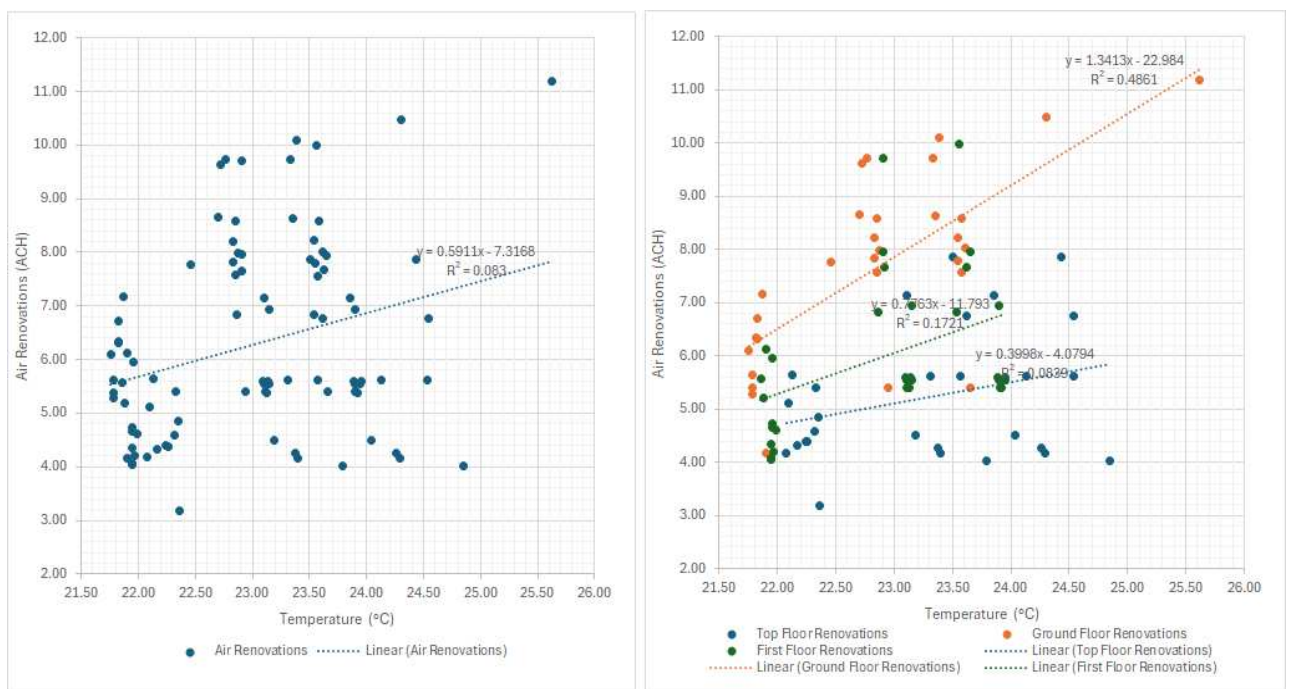 12.00
11.00
10.00
9.00
8.00
7.00
6.00
5.00
4.00
3.00
2.00
Air Renovations (ACH)
y = 0.5911x - 7.3168
R² = 0.083
21.50 22.00 22.50 23.00 23.50 24.00 24.50 25.00 25.50 26.00
Temperature (°C)
Air Renovations Linear (Air Renovations)
12.00
11.00
10.00
9.00
8.00
7.00
6.00
5.00
4.00
3.00
2.00
Air Renovations (ACH)
y = 1.3413x - 22.984
R² = 0.4861
y = 0.7763x - 11.793
R² = 0.1721
y = 0.3998x - 4.0794
R² = 0.0839
21.50 22.00 22.50 23.00 23.50 24.00 24.50 25.00 25.50 26.00
Temperature (°C)
Top Floor Renovations Ground Floor Renovations
First Floor Renovations Linear (Top Floor Renovations)
Linear (Ground Floor Renovations) Linear (First Floor Renovations)